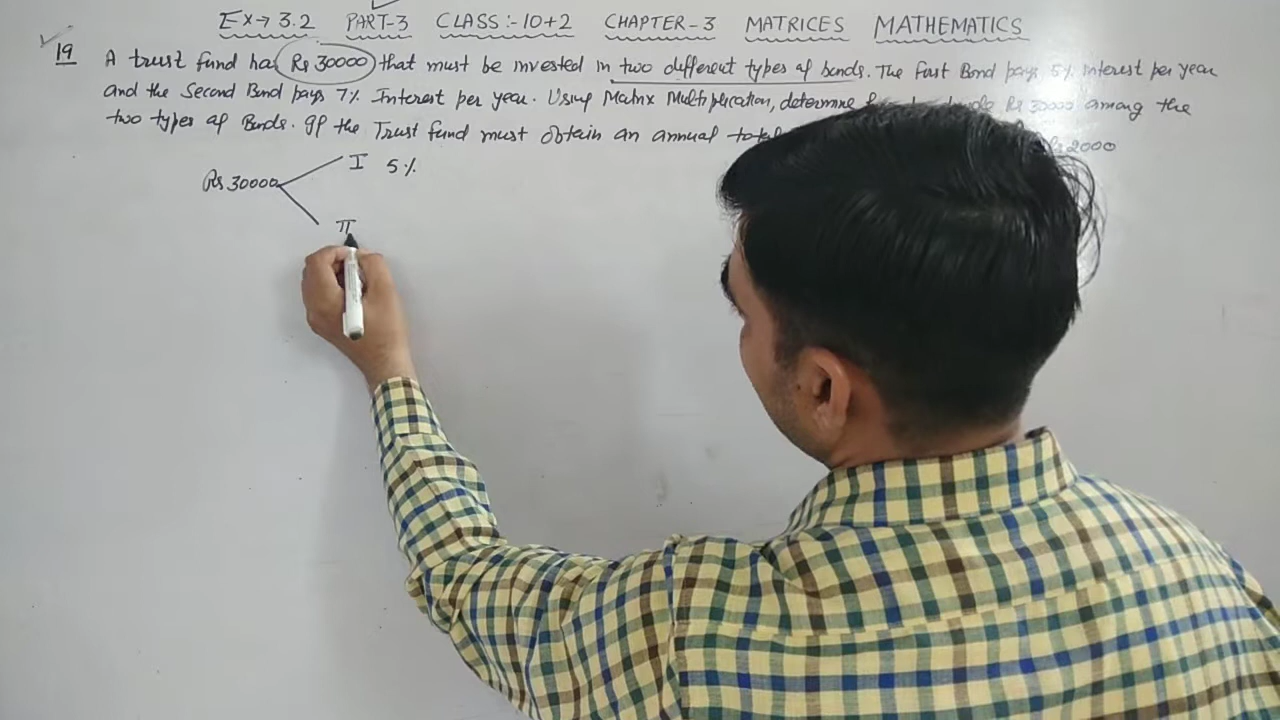 Ex→ 3.2 PART-3 CLASS:-10+2 CHAPTER-3 MATRICES MATHEMATICS
19 A trust fund has Rs 30000 that must be invested in two different types of bonds. The First Bond pays 5% interest per year
and the Second Bond pays 7% Interest per year. Using Matrix Multiplication, determine Rs 30000 among the
two types of Bonds. If the Trust fund must obtain an annual Rs 2000
Rs 30000 I 5%
II